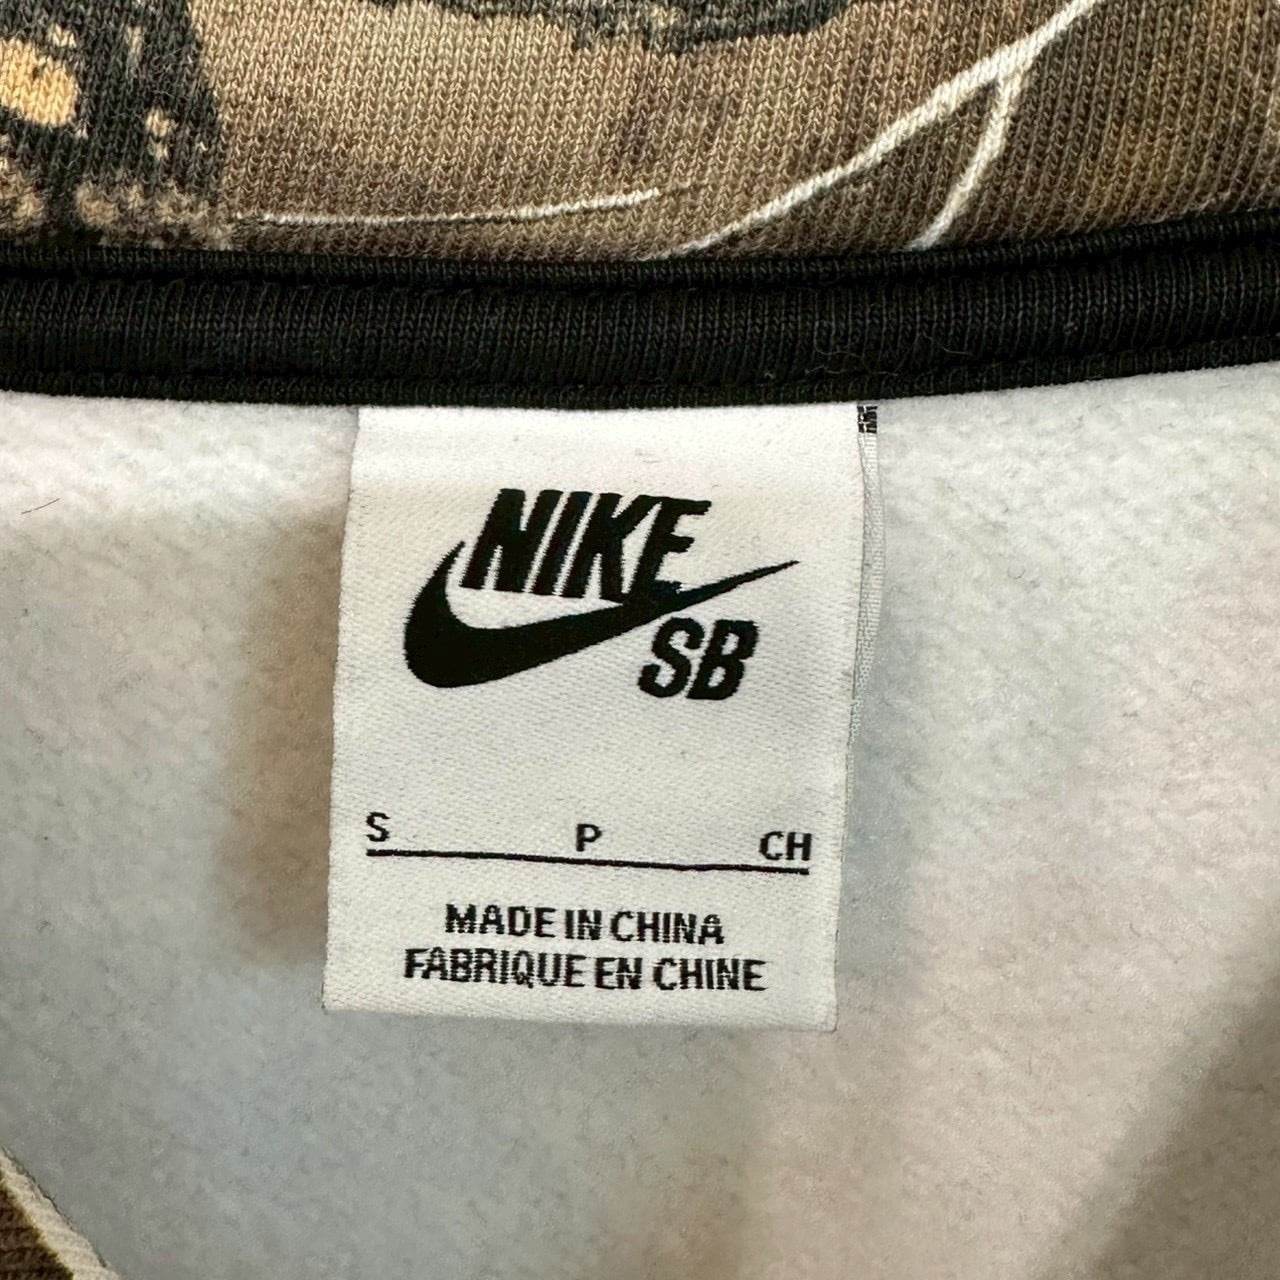 NIKE
SB
S P CH
MADE IN CHINA
FABRIQUE EN CHINE